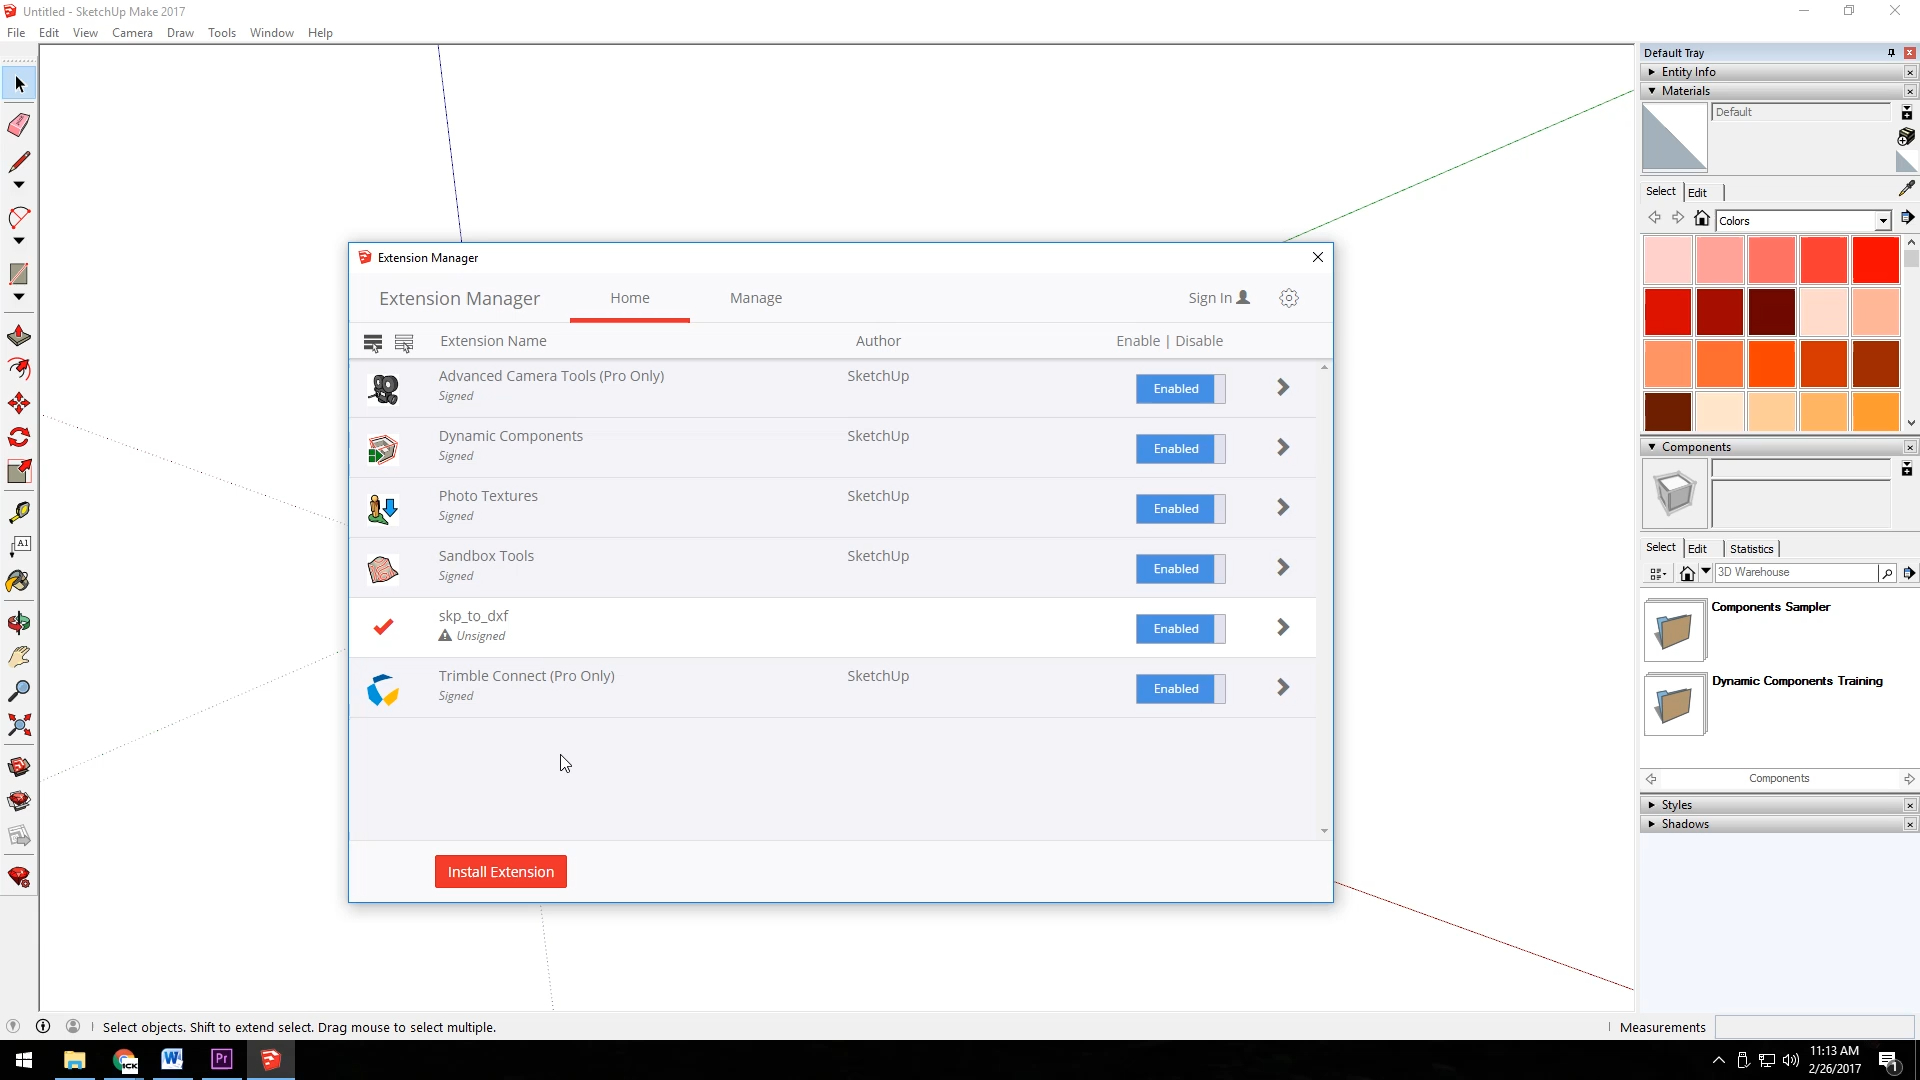 Untitled - SketchUp Make 2017
File Edit View Camera Draw Tools Window Help
Default Tray
Entity Info
Materials
Default
Select Edit
Colors
Extension Manager
Extension Manager Home Manage Sign In
Extension Name Author Enable | Disable
Advanced Camera Tools (Pro Only) SketchUp
Signed
Enabled
Dynamic Components SketchUp
Signed
Enabled
Photo Textures SketchUp
Signed
Enabled
Sandbox Tools SketchUp
Signed
Enabled
skp_to_dxf
Unsigned
Enabled
Trimble Connect (Pro Only) SketchUp
Signed
Enabled
Install Extension
A1
Components
Select Edit Statistics
3D Warehouse
Components Sampler
Dynamic Components Training
Components
Styles
Shadows
Select objects. Shift to extend select. Drag mouse to select multiple.
Measurements
Pr
11:13 AM
2/26/2017
1